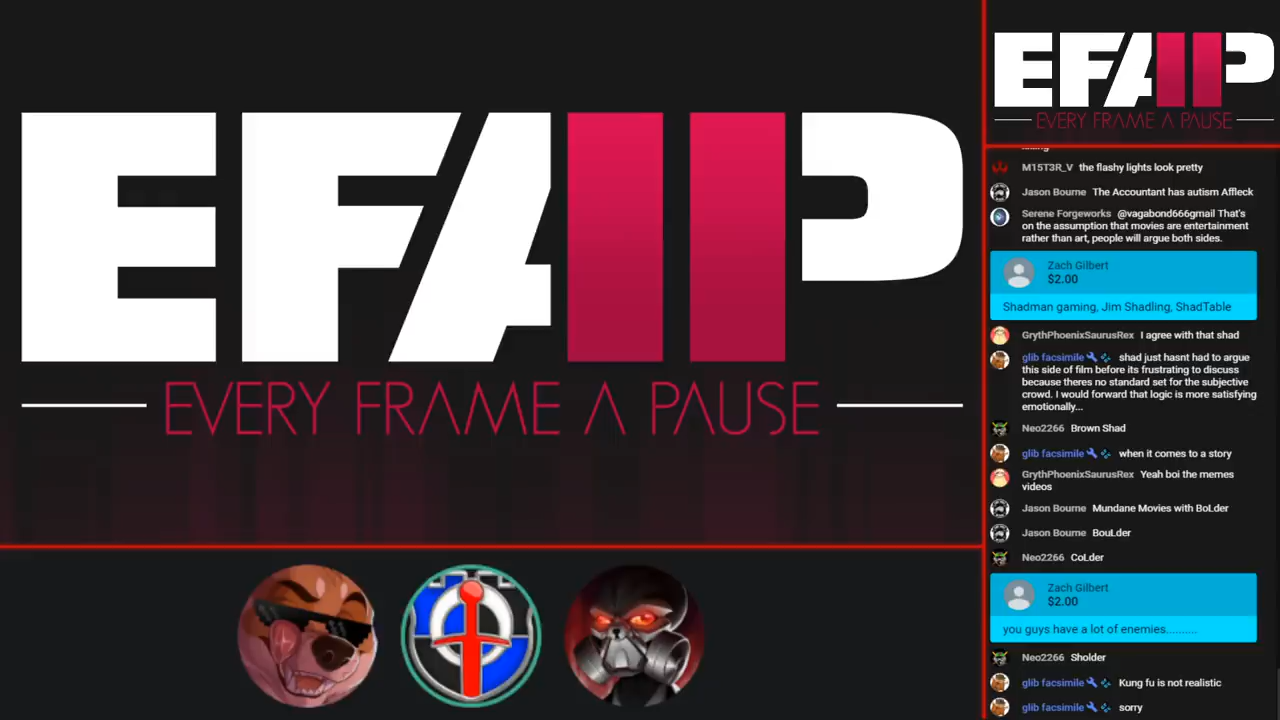 EFAP
EVERY FRAME A PAUSE
EFAP
EVERY FRAME A PAUSE
M15T3R_V the flashy lights look pretty
Jason Bourne The Accountant has autism Affleck
Serene Forgeworks @vagabond666gmail That's
on the assumption that movies are entertainment
rather than art, people will argue both sides.
Zach Gilbert
$2.00
Shadman gaming, Jim Shadling, ShadTable
GrythPhoenixSaurusRex I agree with that shad
glib facsimile shad just hasnt had to argue
this side of film before its frustrating to discuss
because theres no standard set for the subjective
crowd. I would forward that logic is more satisfying
emotionally...
Neo2266 Brown Shad
glib facsimile when it comes to a story
GrythPhoenixSaurusRex Yeah boi the memes
videos
Jason Bourne Mundane Movies with BoLder
Jason Bourne BouLder
Neo2266 CoLder
Zach Gilbert
$2.00
you guys have a lot of enemies..........
Neo2266 Sholder
glib facsimile Kung fu is not realistic
glib facsimile sorry